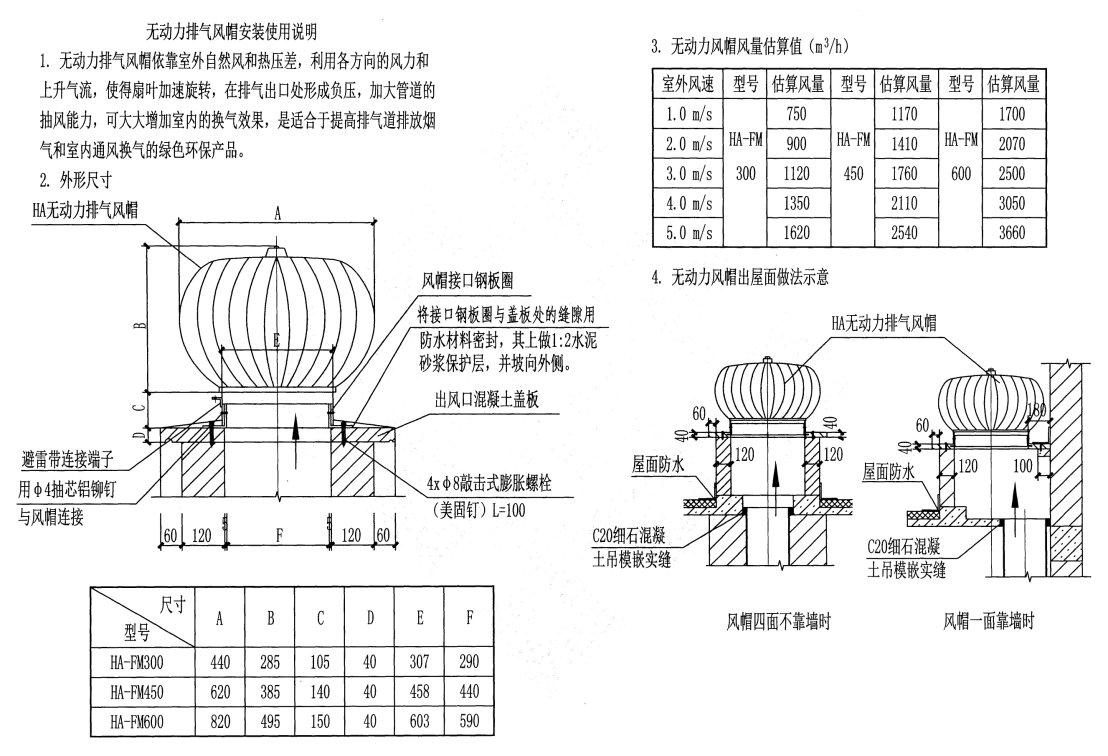 无动力排气风帽安装使用说明
1. 无动力排气风帽依靠室外自然风和热压差，利用各方向的风力和
上升气流，使得扇叶加速旋转，在排气出口处形成负压，加大管道的
抽风能力，可大大增加室内的换气效果，是适合于提高排气道排放烟
气和室内通风换气的绿色环保产品。
2. 外形尺寸
HA无动力排气风帽
A
B
E
C
D
风帽接口钢板圈
将接口钢板圈与盖板处的缝隙用
防水材料密封，其上做1:2水泥
砂浆保护层，并坡向外侧。
出风口混凝土盖板
避雷带连接端子
用φ4抽芯铝铆钉
与风帽连接
4xφ8敲击式膨胀螺栓
(美固钉) L=100
60 120 F 120 60
尺寸
型号 A B C D E F
HA-FM300 440 285 105 40 307 290
HA-FM450 620 385 140 40 458 440
HA-FM600 820 495 150 40 603 590
3. 无动力风帽风量估算值 (m³/h)
室外风速 型号 估算风量 型号 估算风量 型号 估算风量
1.0 m/s 750 1170 1700
2.0 m/s HA-FM 900 HA-FM 1410 HA-FM 2070
3.0 m/s 300 1120 450 1760 600 2500
4.0 m/s 1350 2110 3050
5.0 m/s 1620 2540 3660
4. 无动力风帽出屋面做法示意
HA无动力排气风帽
60
40
40
120
120
屋面防水
C20细石混凝
土吊模嵌实缝
风帽四面不靠墙时
180
60
40
120
100
屋面防水
C20细石混凝
土吊模嵌实缝
风帽一面靠墙时